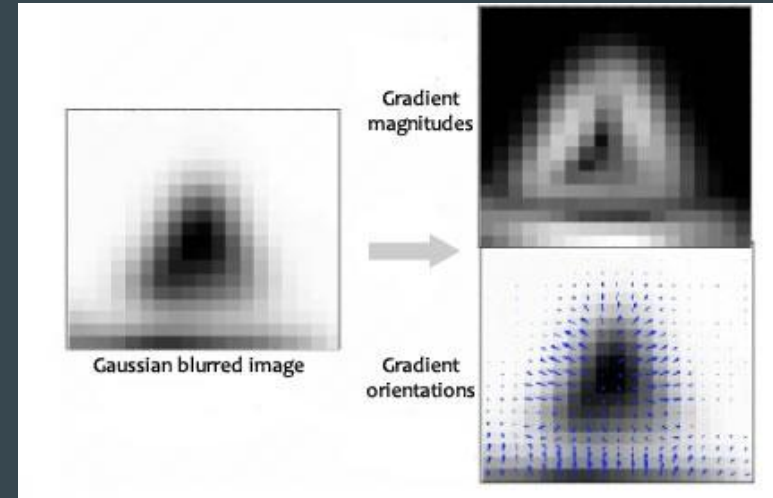 Gradient
magnitudes
Gaussian blurred image
Gradient
orientations